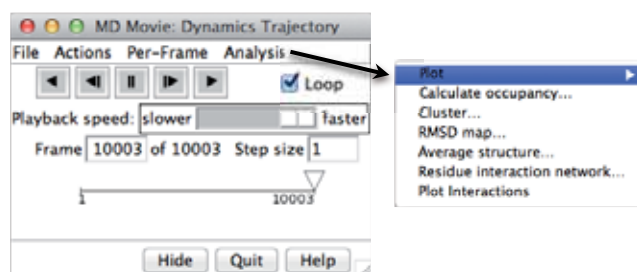 MD Movie: Dynamics Trajectory
File Actions Per-Frame Analysis
Loop
Playback speed: slower faster
Frame 10003 of 10003 Step size 1
1 10003
Hide Quit Help
Plot
Calculate occupancy...
Cluster...
RMSD map...
Average structure...
Residue interaction network...
Plot Interactions